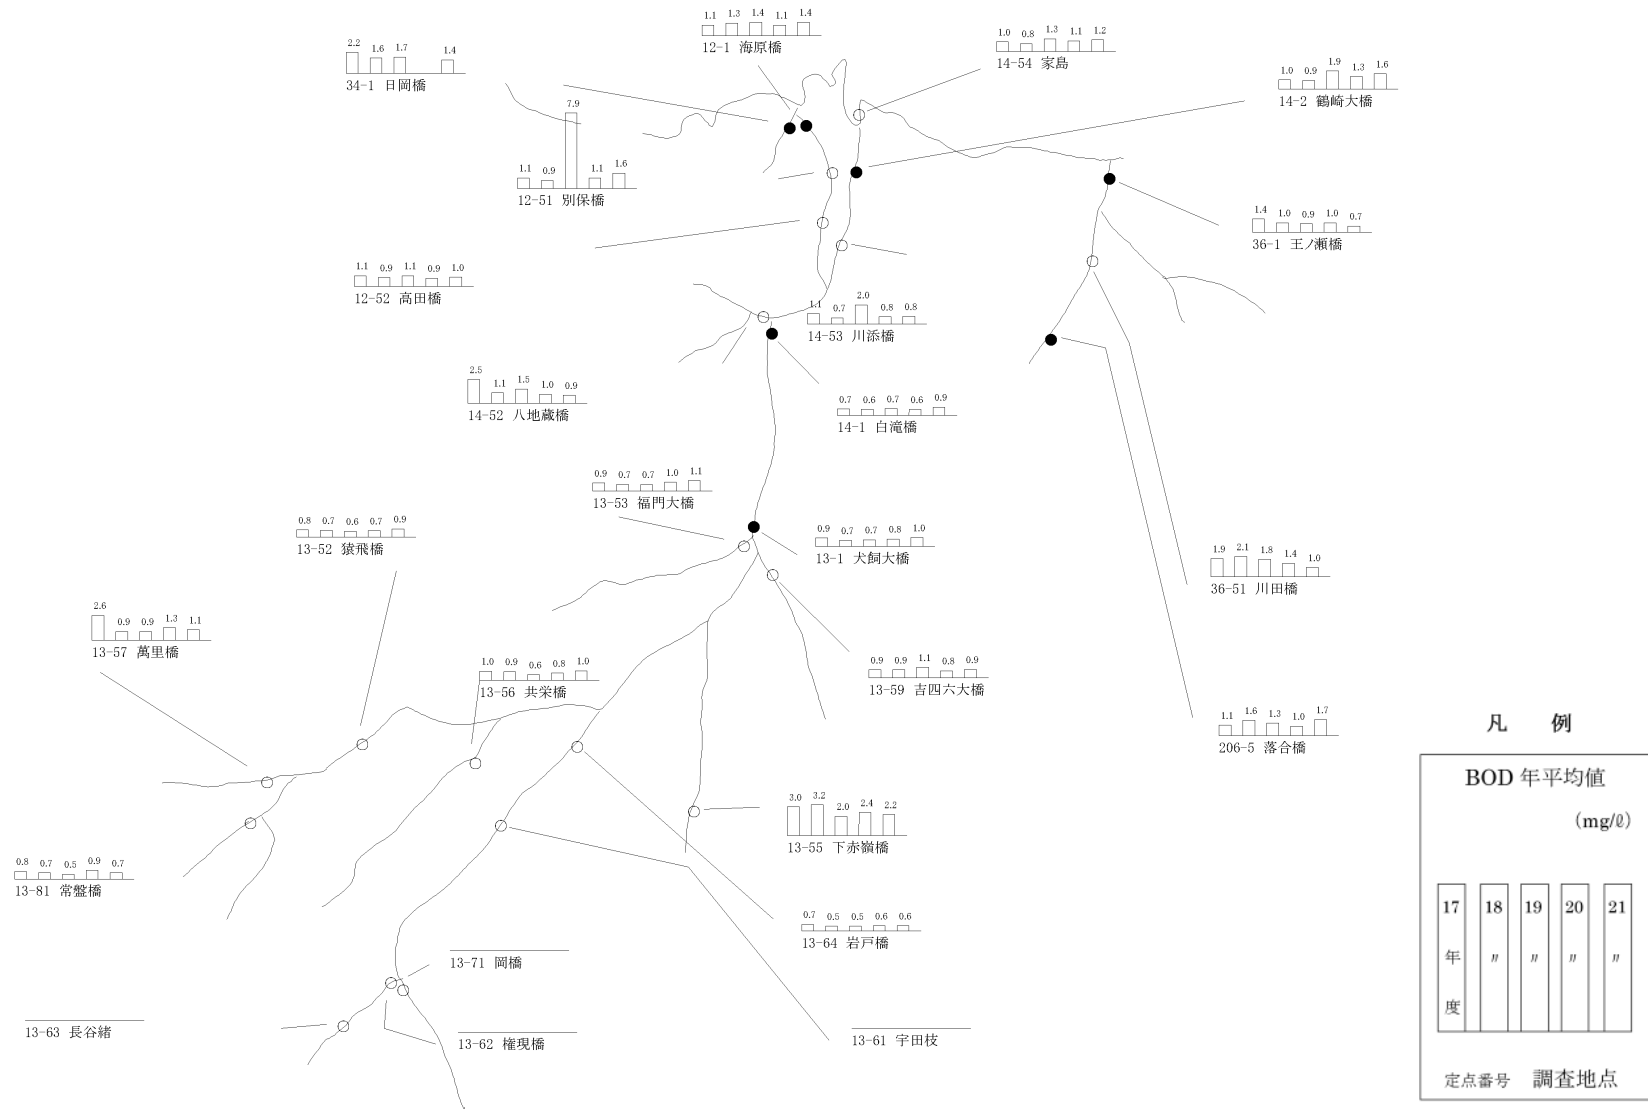 1.1 1.3 1.4 1.1 1.4
12-1 海原橋
1.0 0.8 1.3 1.1 1.2
14-54 家島
2.2 1.6 1.7 1.4
34-1 日岡橋
1.0 0.9 1.9 1.3 1.6
14-2 鶴崎大橋
7.9
1.1 0.9 1.1 1.6
12-51 別保橋
1.4 1.0 0.9 1.0 0.7
36-1 王ノ瀬橋
1.1 0.9 1.1 0.9 1.0
12-52 高田橋
1.1 0.7 2.0 0.8 0.8
14-53 川添橋
2.5 1.1 1.5 1.0 0.9
14-52 八地蔵橋
0.7 0.6 0.7 0.6 0.9
14-1 白滝橋
0.9 0.7 0.7 1.0 1.1
13-53 福門大橋
0.8 0.7 0.6 0.7 0.9
13-52 猿飛橋
0.9 0.7 0.7 0.8 1.0
13-1 犬飼大橋
1.9 2.1 1.8 1.4 1.0
36-51 川田橋
2.6 0.9 0.9 1.3 1.1
13-57 萬里橋
1.0 0.9 0.6 0.8 1.0
13-56 共栄橋
0.9 0.9 1.1 0.8 0.9
13-59 吉四六大橋
1.1 1.6 1.3 1.0 1.7
206-5 落合橋
3.0 3.2 2.0 2.4 2.2
13-55 下赤嶺橋
0.8 0.7 0.5 0.9 0.7
13-81 常盤橋
0.7 0.5 0.5 0.6 0.6
13-64 岩戸橋
13-71 岡橋
13-63 長谷緒
13-62 権現橋
13-61 宇田枝
凡 例
BOD 年平均値
(mg/ℓ)
17 18 19 20 21
年 〃 〃 〃 〃
度
定点番号 調査地点